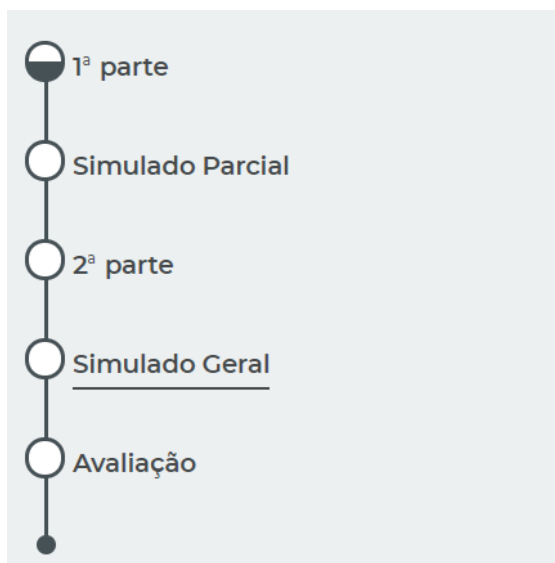 1ª parte
Simulado Parcial
2ª parte
Simulado Geral
Avaliação